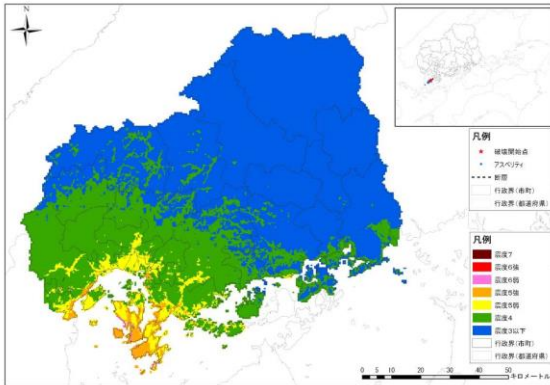 N
凡例
破壊開始点
アスペリティ
断層
行政界(市町)
行政界(都道府県)
凡例
震度7
震度6強
震度6弱
震度5強
震度5弱
震度4
震度3以下
行政界(市町)
行政界(都道府県)
0 5 10 20 30 40 50
キロメートル